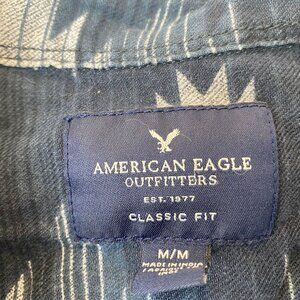 AMERICAN EAGLE
OUTFITTERS
EST. 1977
CLASSIC FIT
M/M
MADE IN INDIA